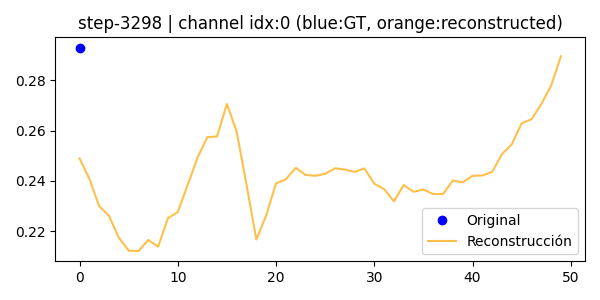 step-3298 | channel idx:0 (blue:GT, orange:reconstructed)
0.28
0.26
0.24
0.22
Original
Reconstrucción
0 10 20 30 40 50